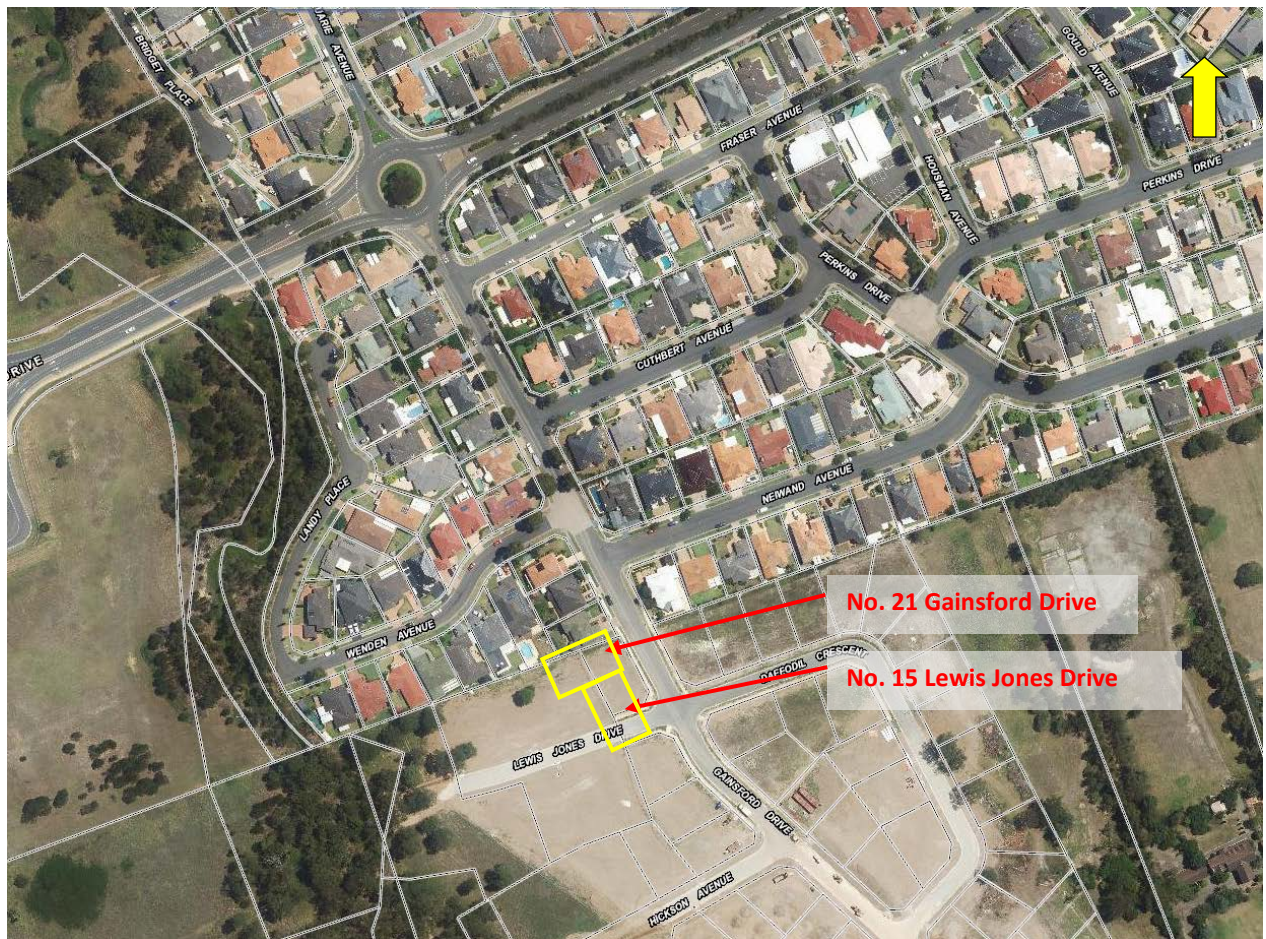 BRIDGET PLACE
UARIE AVENUE
GOULD AVENUE
FRASER AVENUE
HOUSMAN AVENUE
PERKINS DRIVE
PERKINS DRIVE
CUTHBERT AVENUE
DRIVE
LANDY PLACE
NEIWAND AVENUE
WENDEN AVENUE
No. 21 Gainsford Drive
DAFFODIL CRESCENT
No. 15 Lewis Jones Drive
LEWIS JONES DRIVE
GAINSFORD DRIVE
HICKSON AVENUE